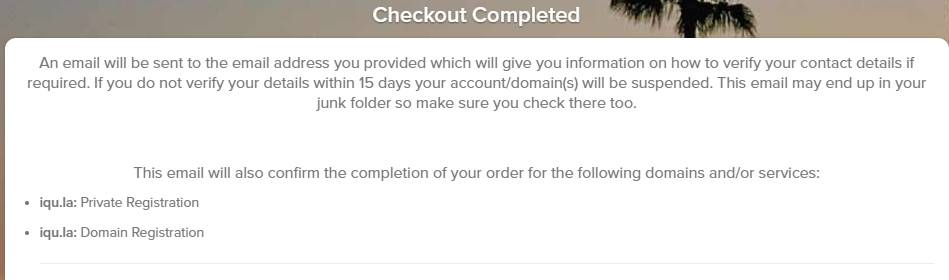 Checkout Completed
An email will be sent to the email address you provided which will give you information on how to verify your contact details if
required. If you do not verify your details within 15 days your account/domain(s) will be suspended. This email may end up in your
junk folder so make sure you check there too.
This email will also confirm the completion of your order for the following domains and/or services:
• iqu.la: Private Registration
• iqu.la: Domain Registration